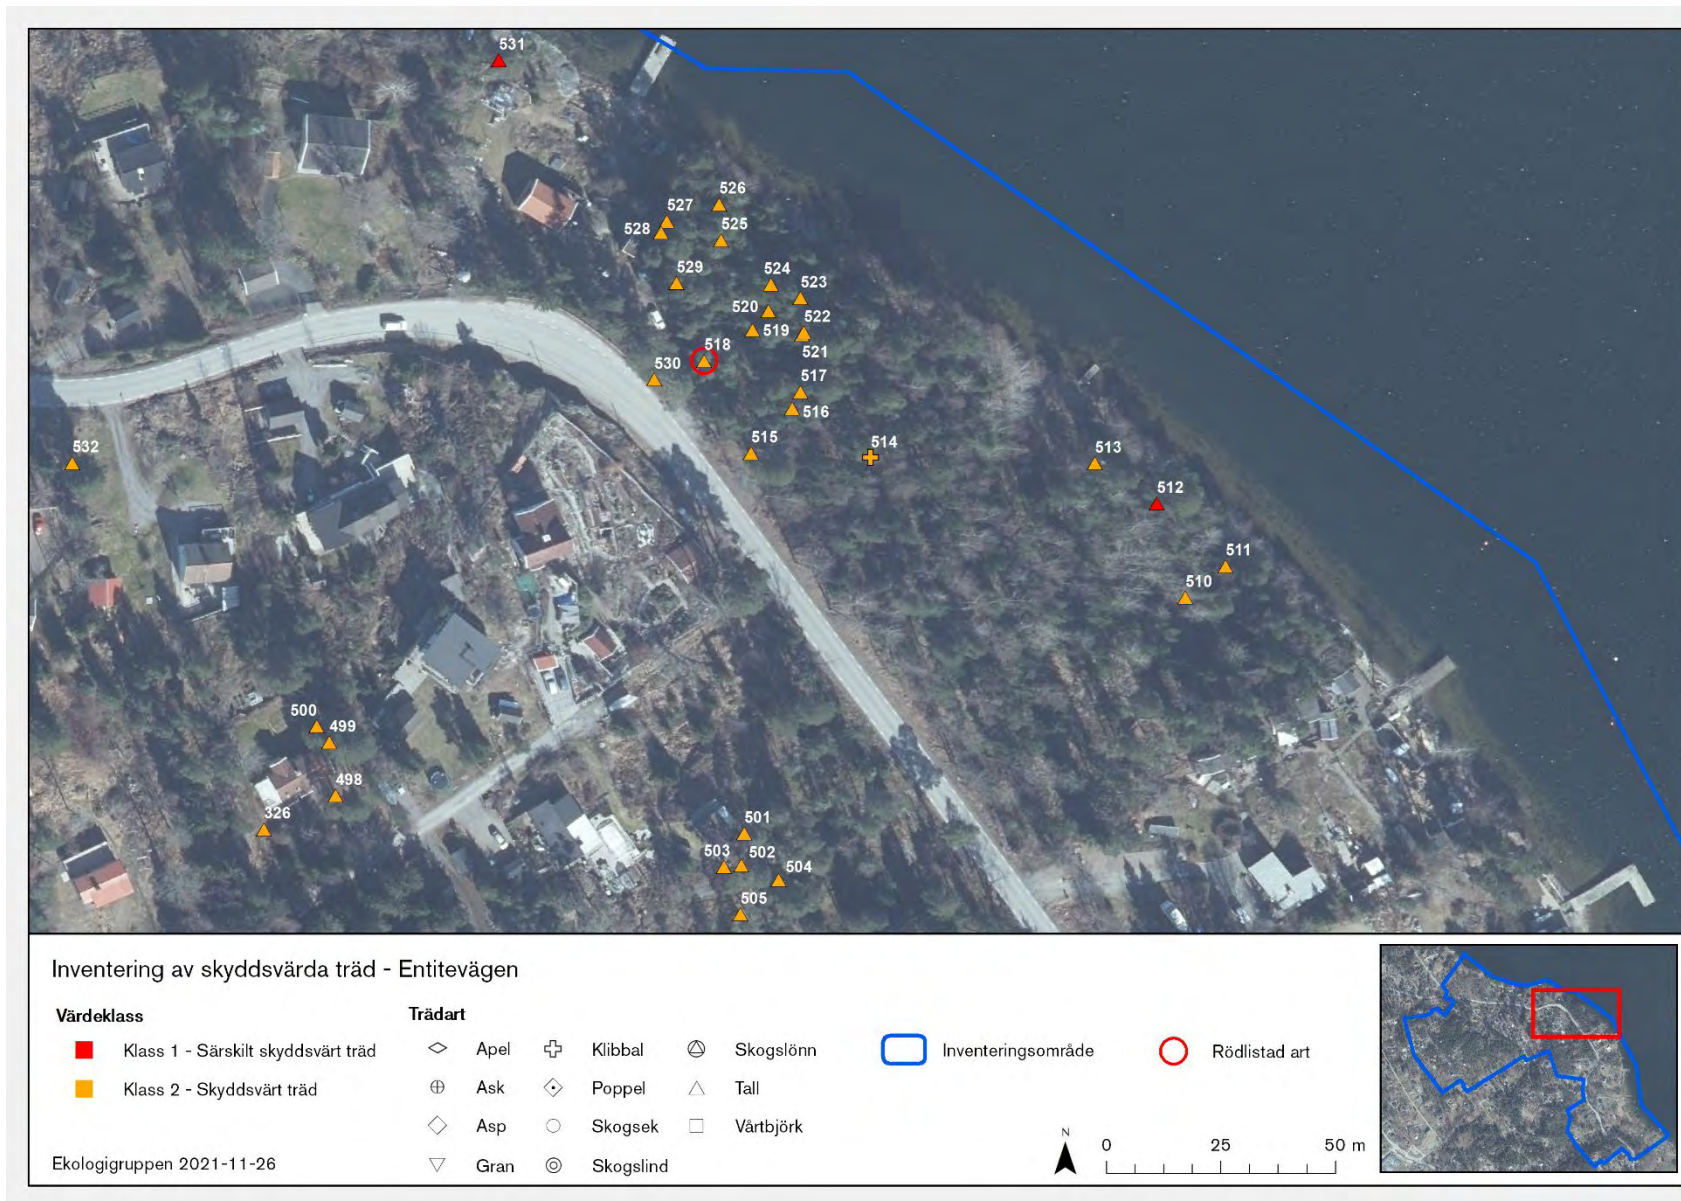 531
526
527
528
525
529
524
523
520
522
519
518
521
530
517
516
515
514
532
513
512
511
510
500
499
498
326
501
503
502
504
505
Inventering av skyddsvärda träd - Entitevägen
Värdeklass
Klass 1 - Särskilt skyddsvärt träd
Klass 2 - Skyddsvärt träd
Trädart
Apel
Ask
Asp
Gran
Klibbal
Poppel
Skogsek
Skogslind
Skogslönn
Tall
Vårtbjörk
Inventeringsområde
Rödlistad art
N
0 25 50 m
Ekologigruppen 2021-11-26